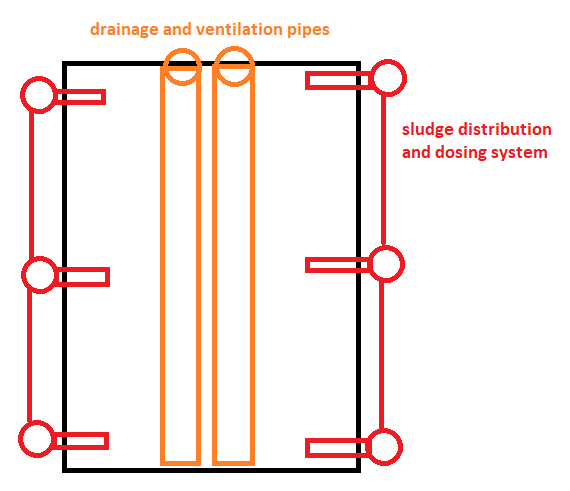 drainage and ventilation pipes
sludge distribution
and dosing system